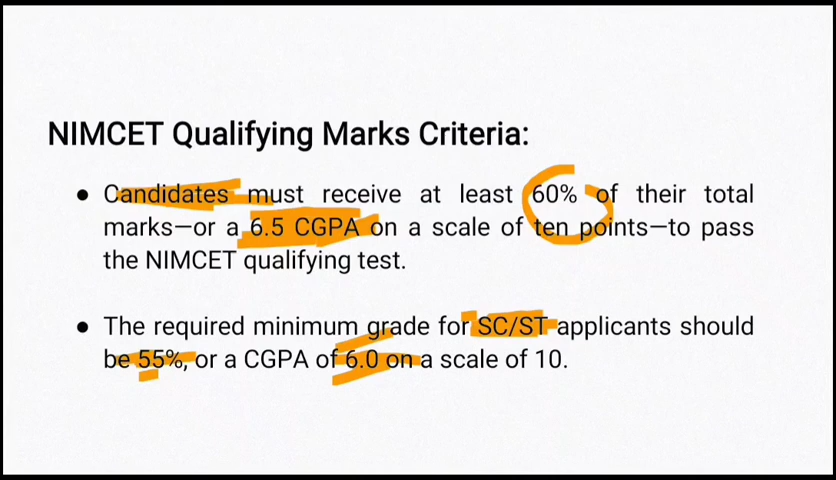 NIMCET Qualifying Marks Criteria:
● Candidates must receive at least 60% of their total
marks—or a 6.5 CGPA on a scale of ten points—to pass
the NIMCET qualifying test.
● The required minimum grade for SC/ST applicants should
be 55%, or a CGPA of 6.0 on a scale of 10.